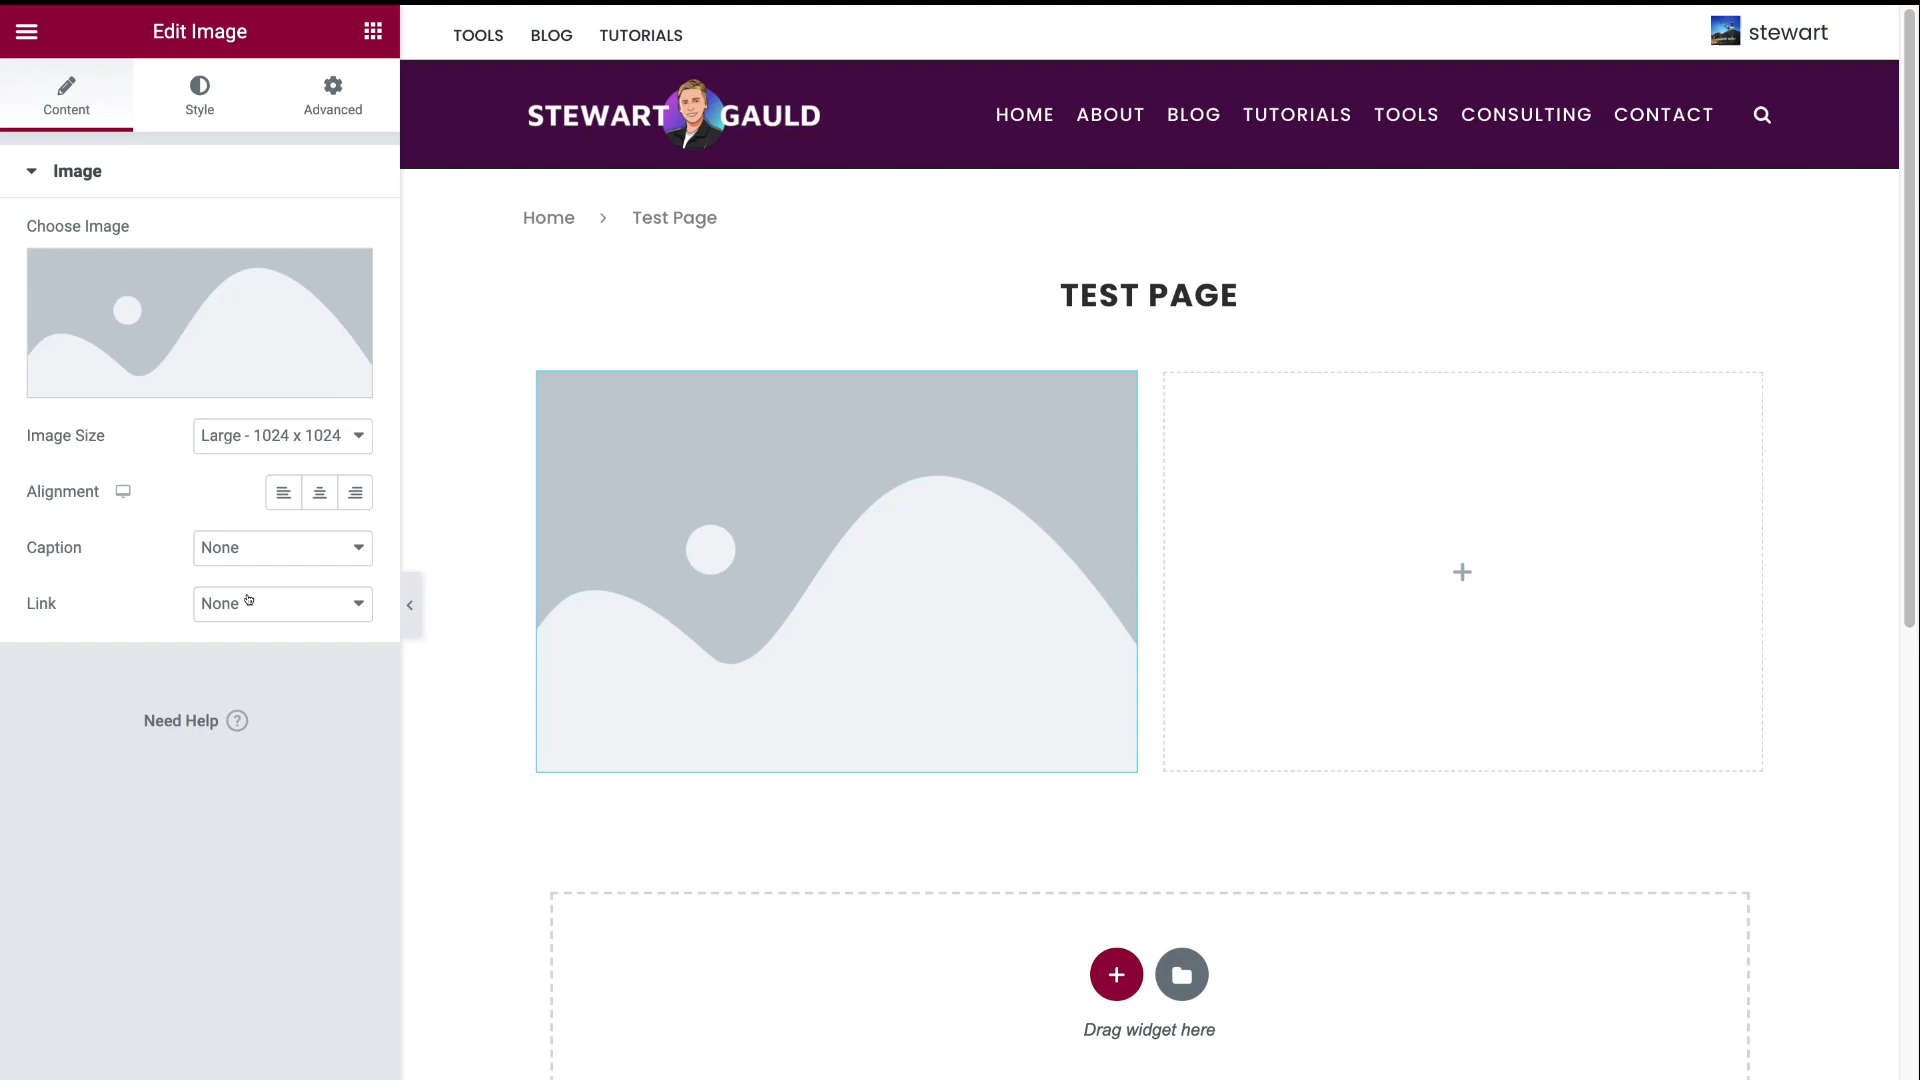 Edit Image
Content
Style
Advanced
Image
Choose Image
Image Size
Large - 1024 x 1024
Alignment
Caption
None
Link
None
Need Help ?
TOOLS BLOG TUTORIALS
stewart
STEWART GAULD
HOME ABOUT BLOG TUTORIALS TOOLS CONSULTING CONTACT
Home > Test Page
TEST PAGE
Drag widget here